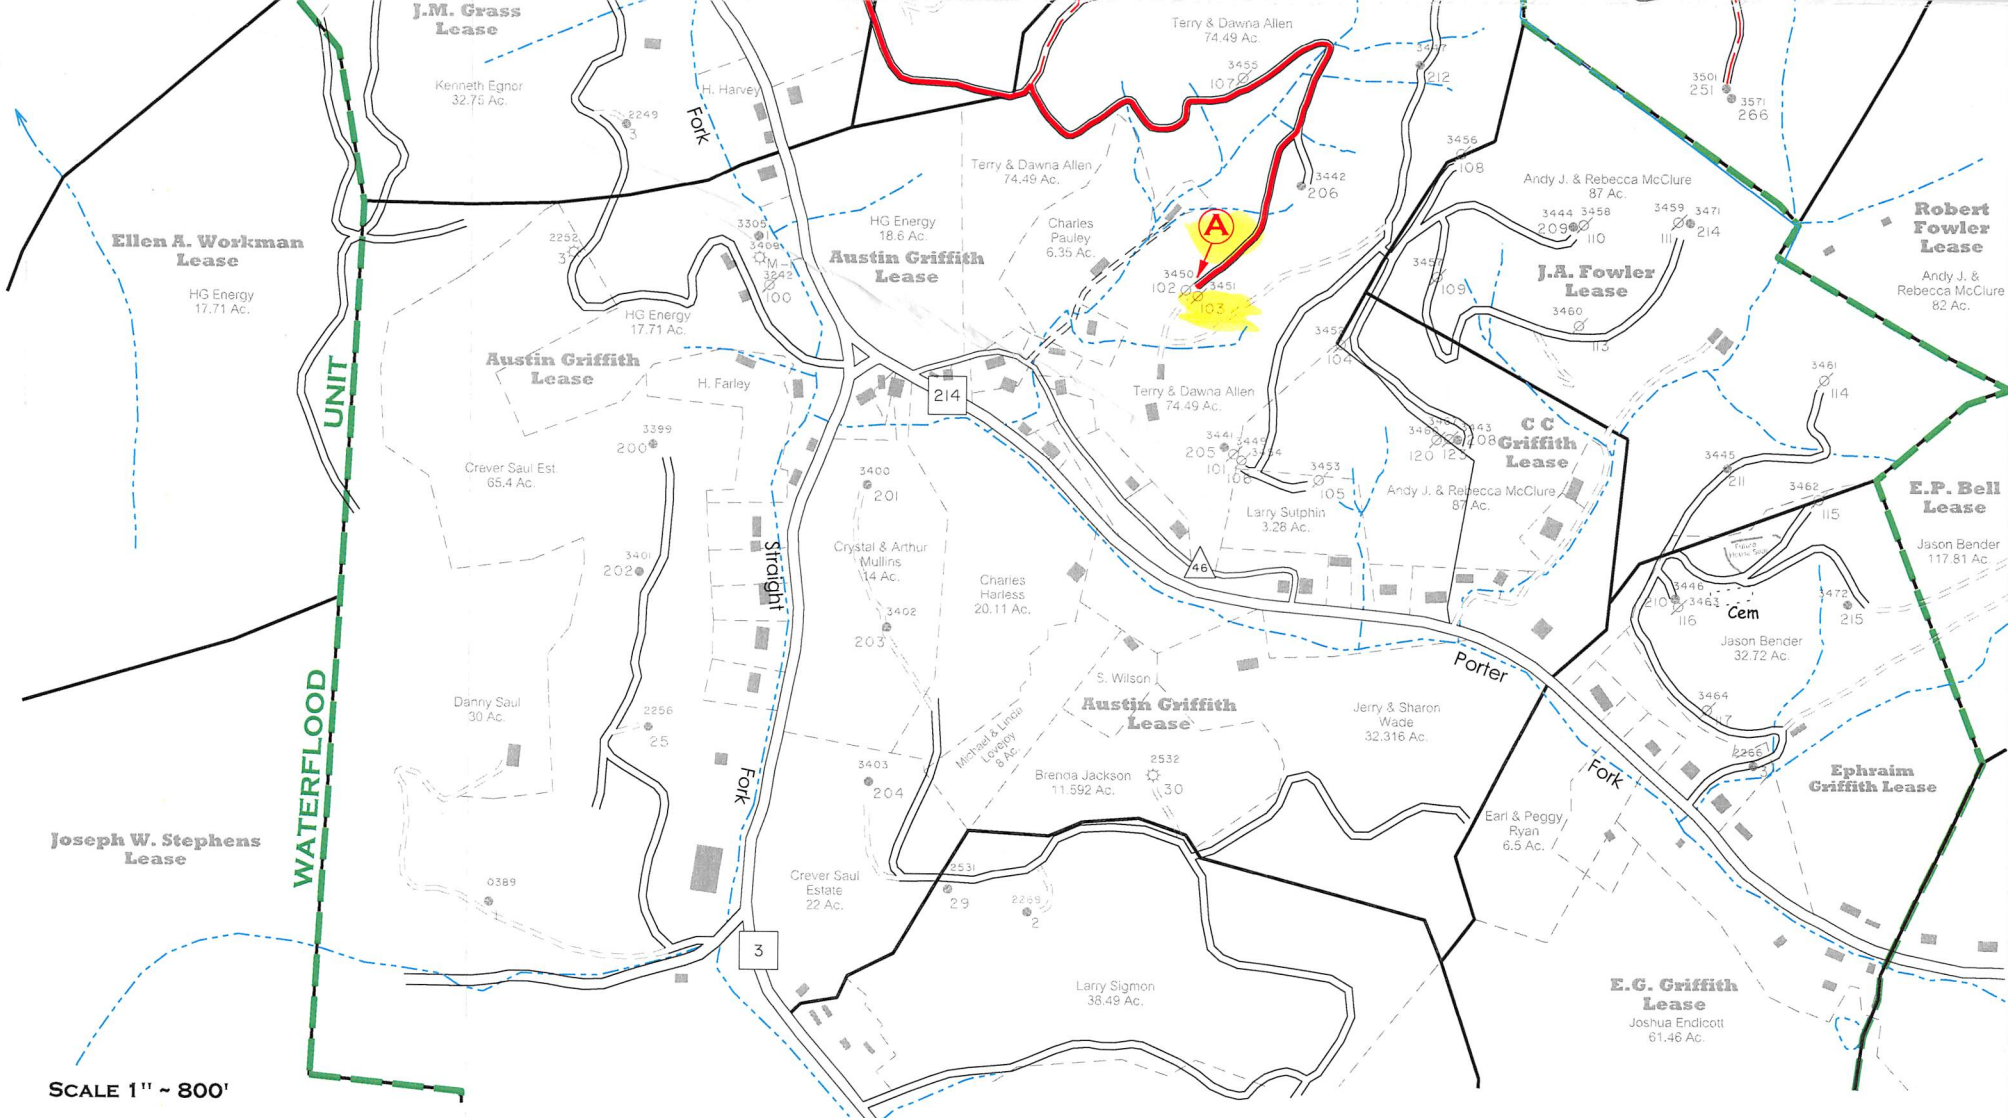 J.M. Grass
Lease
Kenneth Egnor
32.75 Ac.
2249
3
Fork
H. Harvey
Terry & Dawna Allen
74.49 Ac.
3455
107
3447
212
3501
251
3571
266
3456
108
3442
206
Terry & Dawna Allen
74.49 Ac.
Andy J. & Rebecca McClure
87 Ac.
3444
209
3458
110
3459
111
3471
214
Robert
Fowler
Lease
Andy J. &
Rebecca McClure
82 Ac.
Ellen A. Workman
Lease
HG Energy
17.71 Ac.
2252
3305
3409
3242
100
HG Energy
18.6 Ac.
Austin Griffith
Lease
Charles
Pauley
6.35 Ac.
A
3450
102
3451
103
3457
109
J.A. Fowler
Lease
3460
113
HG Energy
17.71 Ac.
Austin Griffith
Lease
H. Farley
UNIT
214
104
Terry & Dawna Allen
74.49 Ac.
3461
114
3399
200
Crever Saul Est.
65.4 Ac.
3400
201
3441
205
3449
101
3454
106
3453
105
3443
208
120
123
C C
Griffith
Lease
Andy J. & Rebecca McClure
87 Ac.
Larry Sutphin
3.28 Ac.
3445
211
3462
115
E.P. Bell
Lease
Jason Bender
117.81 Ac.
3401
202
Straight
Crystal & Arthur
Mullins
14 Ac.
Charles
Harless
20.11 Ac.
46
3402
203
3446
210
3463
116
Cem
3472
215
Jason Bender
32.72 Ac.
Porter
S. Wilson
Austin Griffith
Lease
Danny Saul
30 Ac.
2256
25
Jerry & Sharon
Wade
32.316 Ac.
3464
Michael & Linda
Lovejoy
8 Ac.
Fork
3403
204
Brenda Jackson
11.592 Ac.
2532
30
Fork
2266
Ephraim
Griffith Lease
Earl & Peggy
Ryan
6.5 Ac.
WATERFLOOD
Joseph W. Stephens
Lease
0389
Crever Saul
Estate
22 Ac.
2531
29
2269
2
3
Larry Sigmon
38.49 Ac.
E.G. Griffith
Lease
Joshua Endicott
61.46 Ac.
SCALE 1" ~ 800'